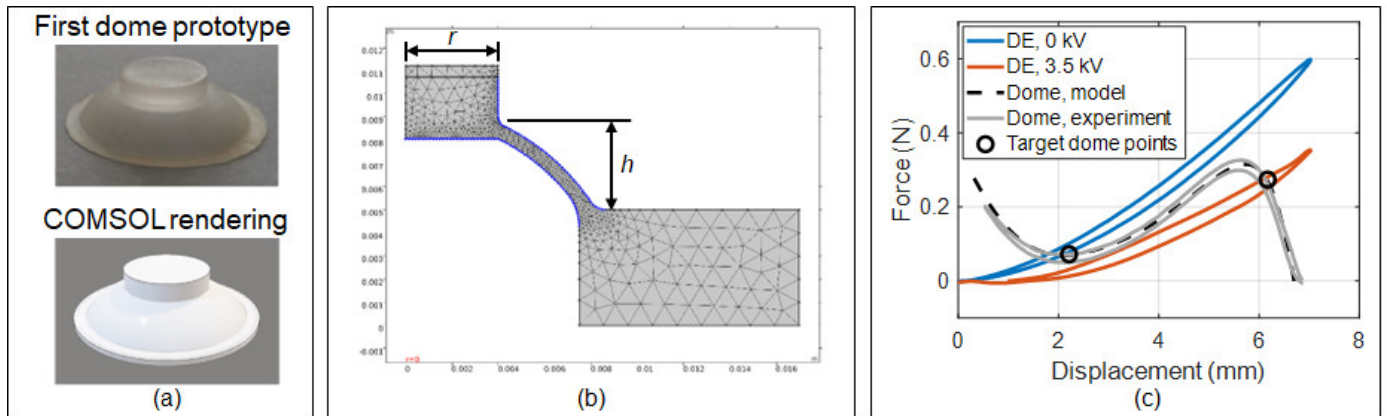 First dome prototype
COMSOL rendering
(a)
m
r
h
0.012
0.011
0.01
0.009
0.008
0.007
0.006
0.005
0.004
0.003
0.002
0.001
0
-0.001
r=0
0 0.002 0.004 0.006 0.008 0.01 0.012 0.014 0.016
m
(b)
DE, 0 kV
DE, 3.5 kV
Dome, model
Dome, experiment
Target dome points
Force (N)
0.6
0.4
0.2
0
0 2 4 6 8
Displacement (mm)
(c)